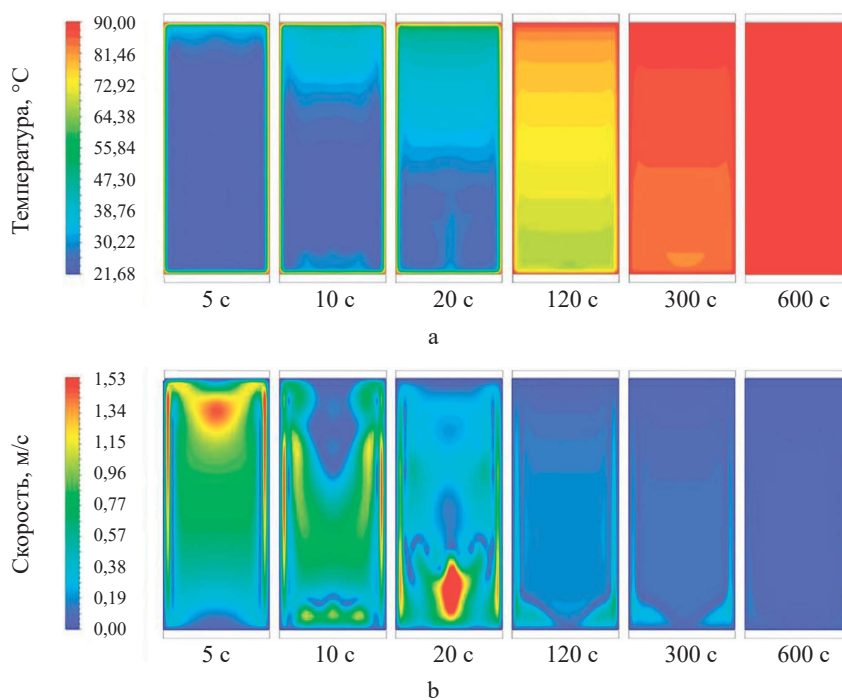 Температура, °C
90,00
81,46
72,92
64,38
55,84
47,30
38,76
30,22
21,68
5 с
10 с
20 с
120 с
300 с
600 с
а
Скорость, м/с
1,53
1,34
1,15
0,96
0,77
0,57
0,38
0,19
0,00
5 с
10 с
20 с
120 с
300 с
600 с
b